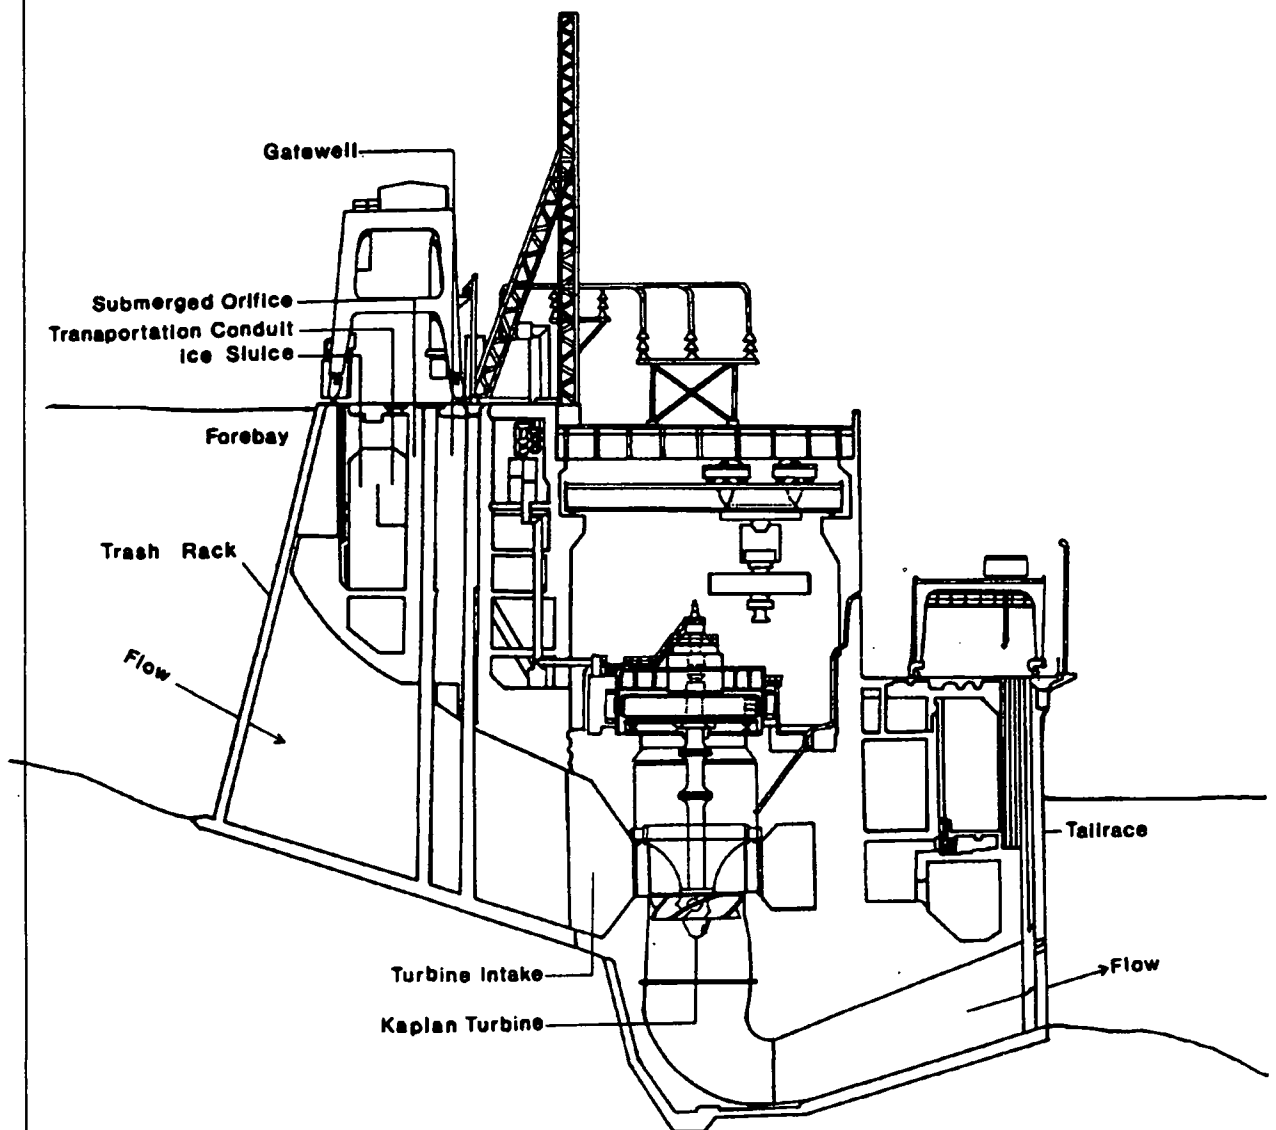 Gatewell
Submerged Orifice
Tranaportation Conduit
Ice Sluice
Forebay
Trash Rack
Flow
Tailrace
Turbine Intake
Flow
Kaplan Turbine